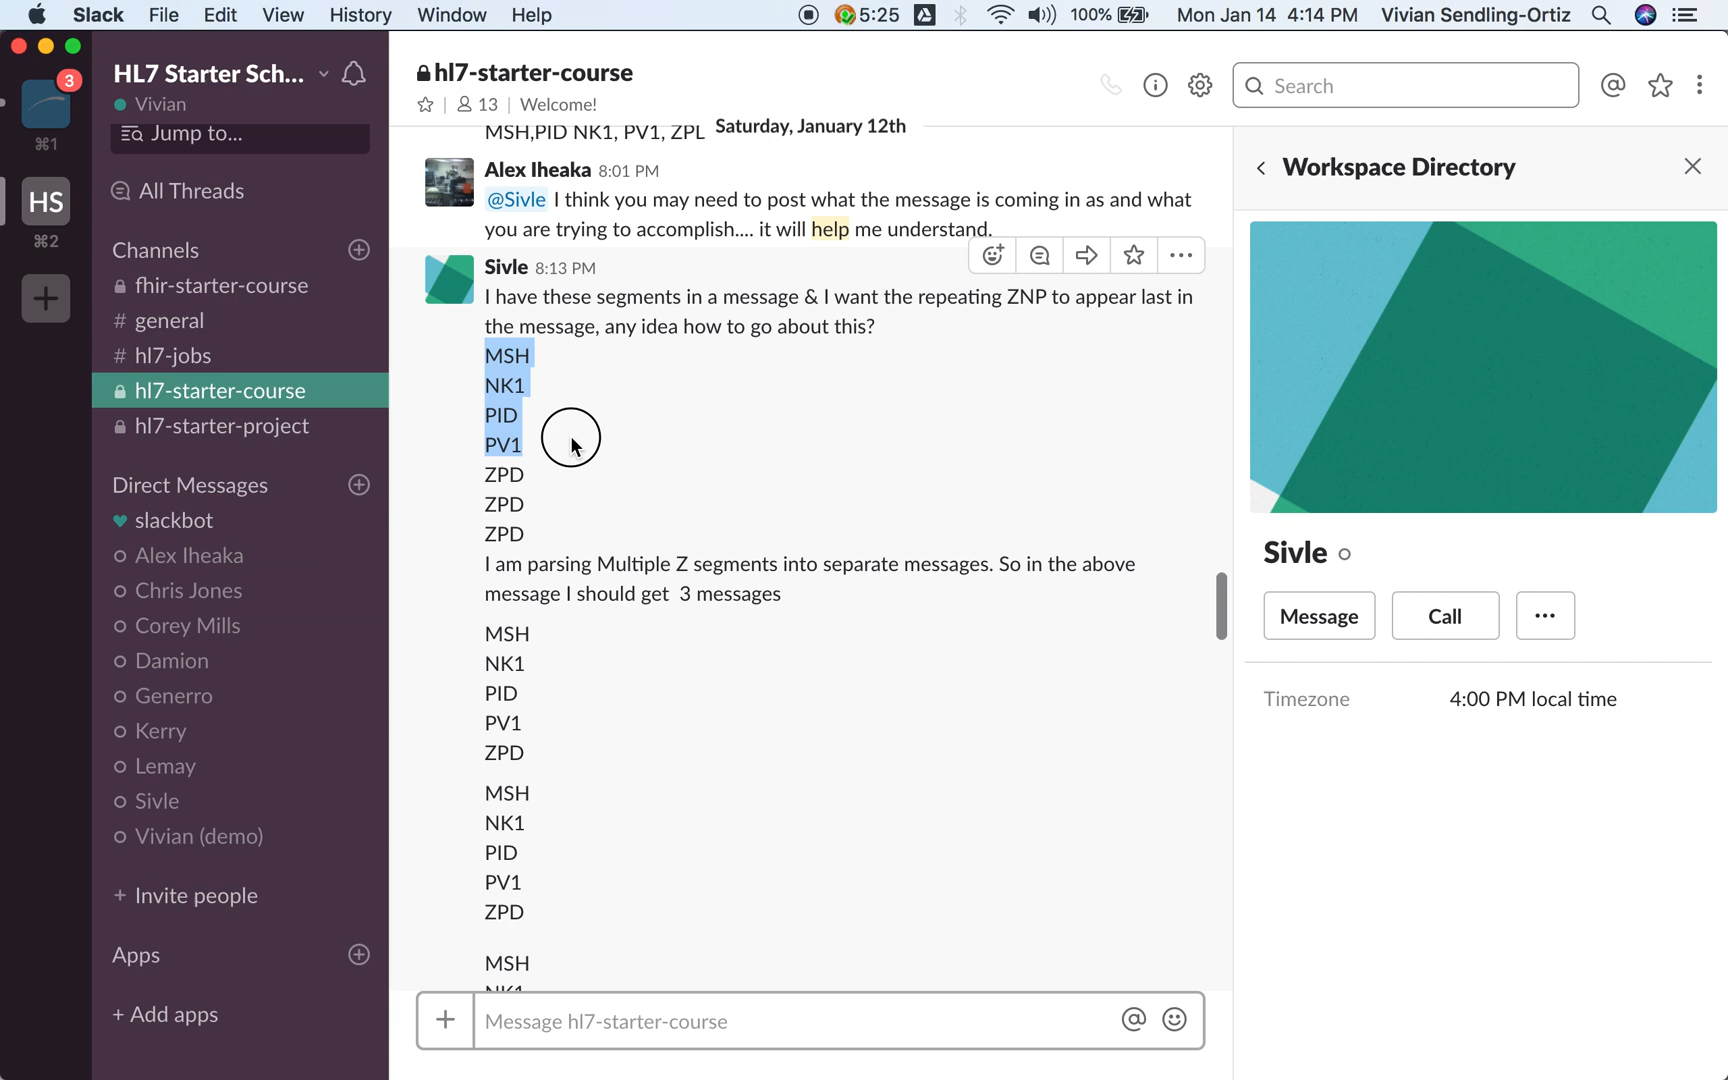 Slack File Edit View History Window Help 5:25 100% Mon Jan 14 4:14 PM Vivian Sendling-Ortiz
3
⌘1
HS
⌘2
HL7 Starter Sch...
Vivian
Jump to...
All Threads
Channels
fhir-starter-course
# general
# hl7-jobs
hl7-starter-course
hl7-starter-project
Direct Messages
slackbot
Alex Iheaka
Chris Jones
Corey Mills
Damion
Generro
Kerry
Lemay
Sivle
Vivian (demo)
+ Invite people
Apps
+ Add apps
hl7-starter-course
13 | Welcome!
Search
MSH,PID NK1, PV1, ZPL
Saturday, January 12th
Alex Iheaka 8:01 PM
@Sivle I think you may need to post what the message is coming in as and what
you are trying to accomplish.... it will help me understand.
Sivle 8:13 PM
I have these segments in a message & I want the repeating ZNP to appear last in
the message, any idea how to go about this?
MSH
NK1
PID
PV1
ZPD
ZPD
ZPD
I am parsing Multiple Z segments into separate messages. So in the above
message I should get 3 messages
MSH
NK1
PID
PV1
ZPD
MSH
NK1
PID
PV1
ZPD
MSH
NK1
Message hl7-starter-course
Workspace Directory
Sivle
Message
Call
Timezone 4:00 PM local time